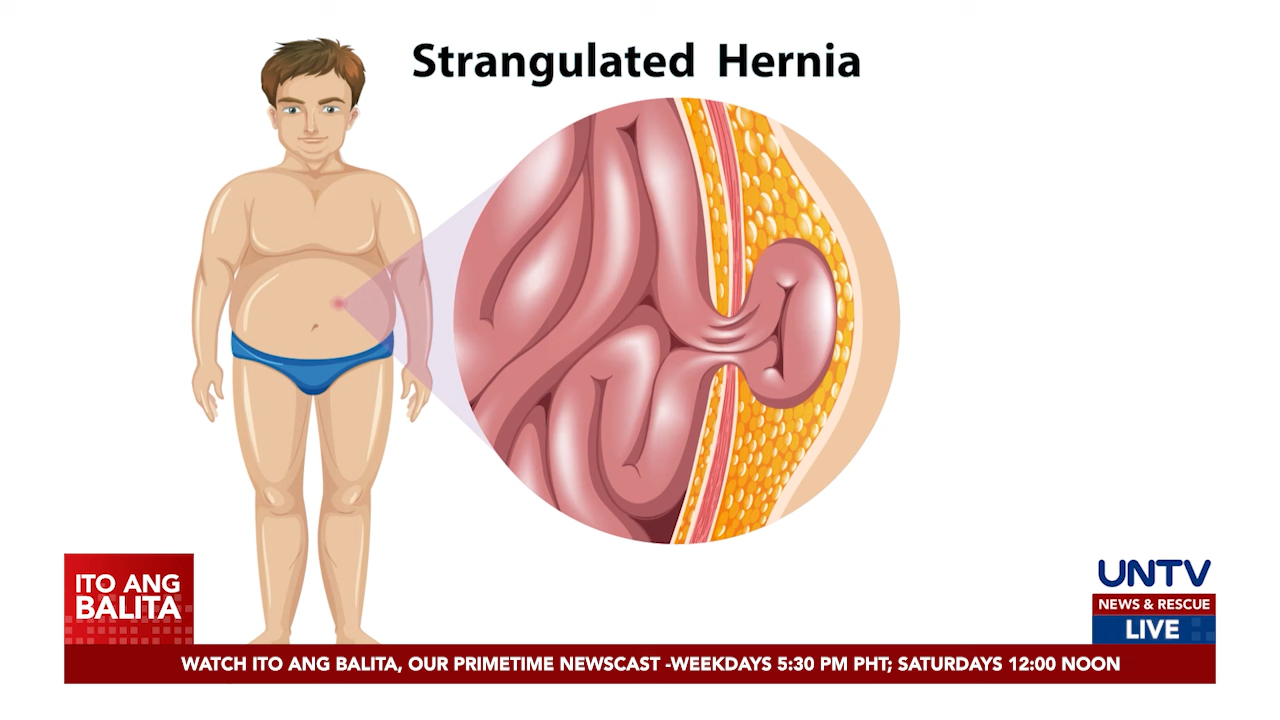 Strangulated Hernia
ITO ANG
BALITA
UNTV
NEWS & RESCUE
LIVE
WATCH ITO ANG BALITA, OUR PRIMETIME NEWSCAST -WEEKDAYS 5:30 PM PHT; SATURDAYS 12:00 NOON